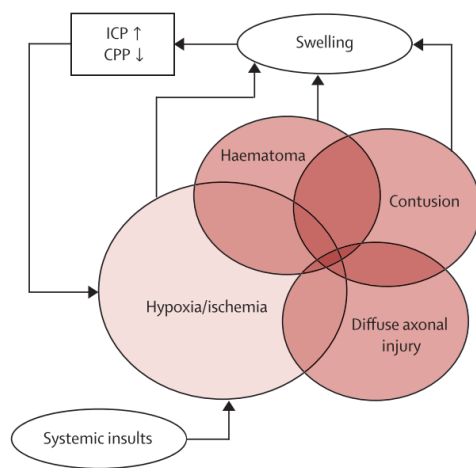 ICP ↑
CPP ↓
Swelling
Haematoma
Contusion
Hypoxia/ischemia
Diffuse axonal
injury
Systemic insults